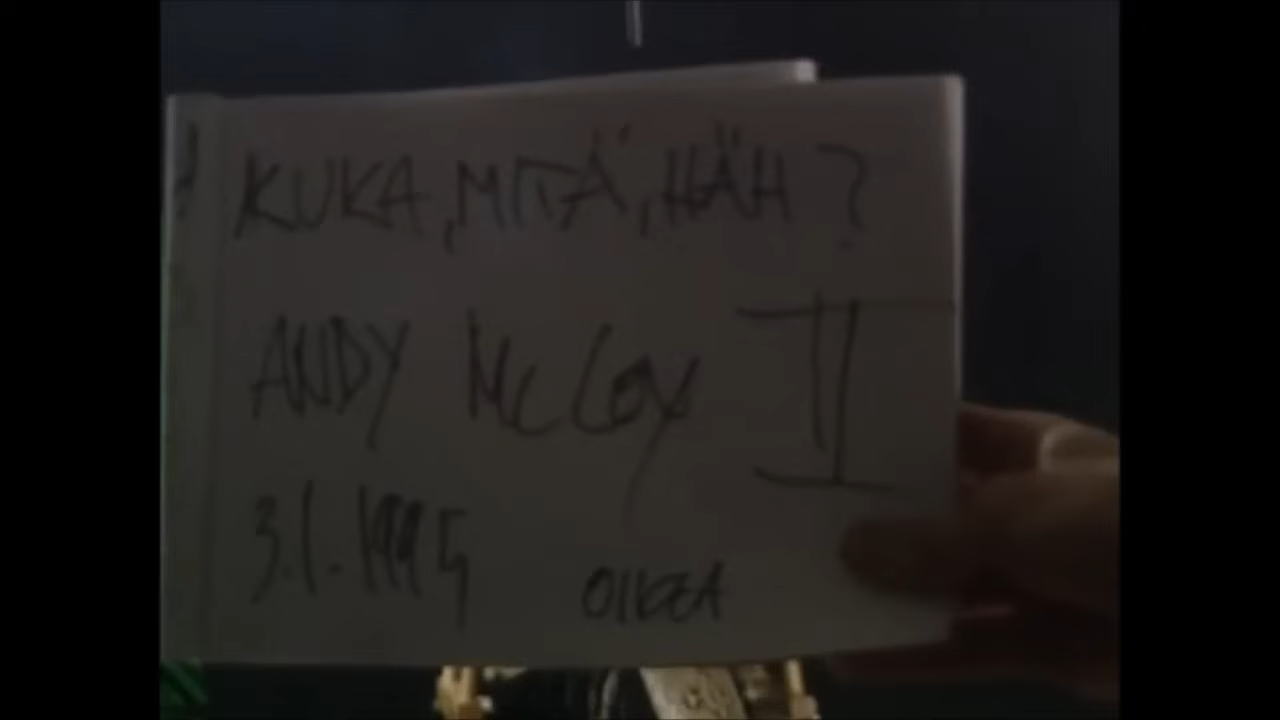 KUKA, MITÄ, HÄH?
ANDY McCOY II
3.1.1995 OIKEA